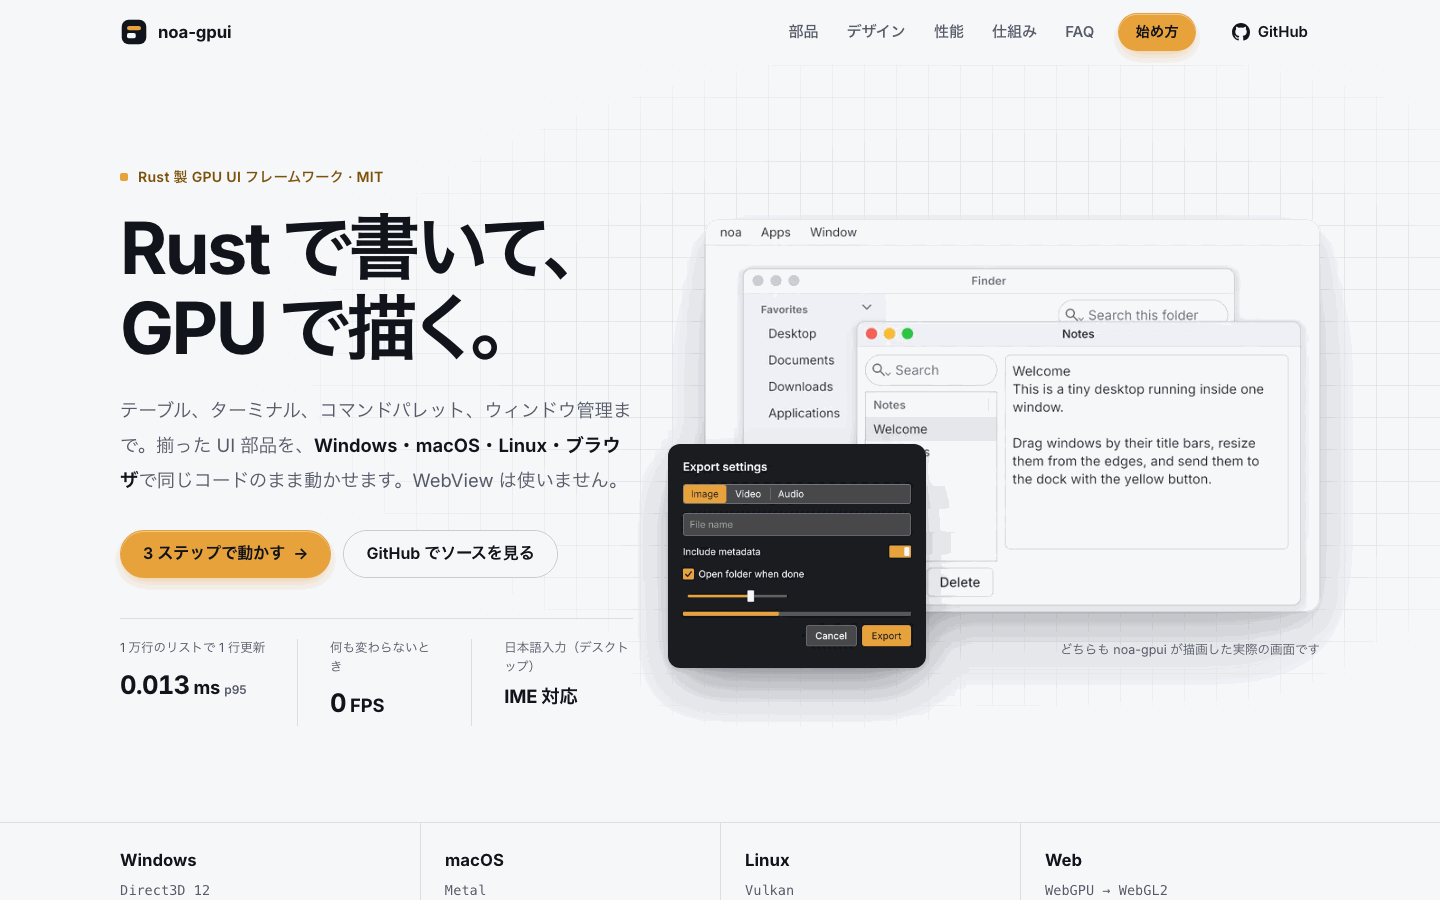 noa-gpui
部品 デザイン 性能 仕組み FAQ 始め方 GitHub
Rust 製 GPU UI フレームワーク · MIT
Rust で書いて、
GPU で描く。
テーブル、ターミナル、コマンドパレット、ウィンドウ管理ま
で。揃った UI 部品を、Windows・macOS・Linux・ブラウ
ザで同じコードのまま動かせます。WebView は使いません。
3 ステップで動かす →
GitHub でソースを見る
1 万行のリストで 1 行更新
0.013 ms p95
何も変わらないと
き
0 FPS
日本語入力（デスクト
ップ）
IME 対応
noa Apps Window
Finder
Favorites
Search this folder
Desktop
Documents
Downloads
Applications
Notes
Search
Notes
Welcome
Welcome
This is a tiny desktop running inside one
window.
Drag windows by their title bars, resize
them from the edges, and send them to
the dock with the yellow button.
Delete
Export settings
Image Video Audio
File name
Include metadata
Open folder when done
Cancel Export
どちらも noa-gpui が描画した実際の画面です
Windows
Direct3D 12
macOS
Metal
Linux
Vulkan
Web
WebGPU → WebGL2